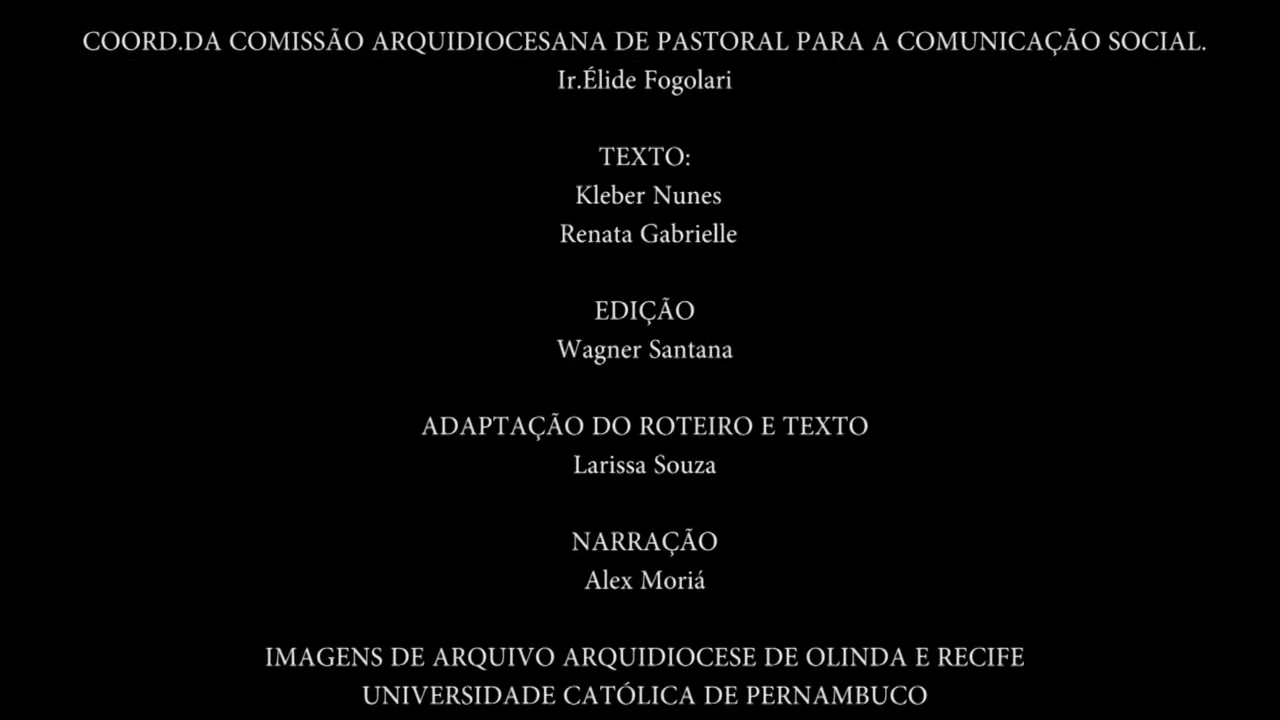 COORD.DA COMISSÃO ARQUIDIOCESANA DE PASTORAL PARA A COMUNICAÇÃO SOCIAL.
Ir.Élide Fogolari
TEXTO:
Kleber Nunes
Renata Gabrielle
EDIÇÃO
Wagner Santana
ADAPTAÇÃO DO ROTEIRO E TEXTO
Larissa Souza
NARRAÇÃO
Alex Moriá
IMAGENS DE ARQUIVO ARQUIDIOCESE DE OLINDA E RECIFE
UNIVERSIDADE CATÓLICA DE PERNAMBUCO